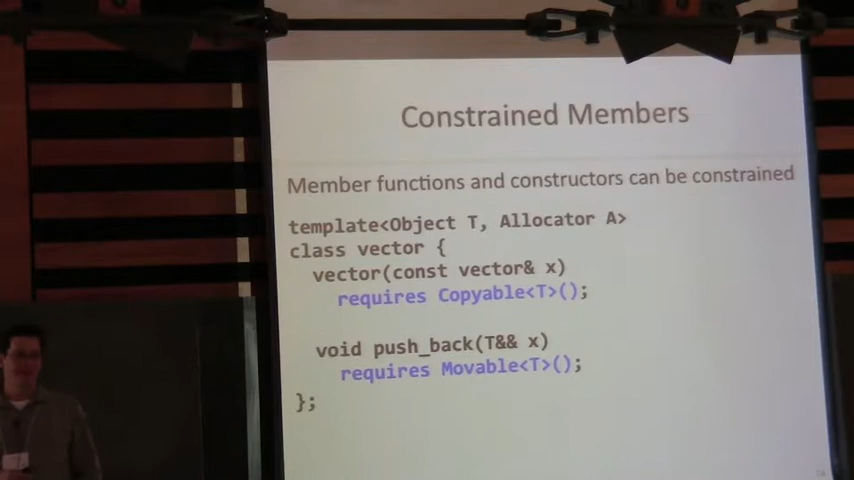 Constrained Members
Member functions and constructors can be constrained
template<Object T, Allocator A>
class vector {
vector(const vector& x)
requires Copyable<T>();
void push_back(T&& x)
requires Movable<T>();
};